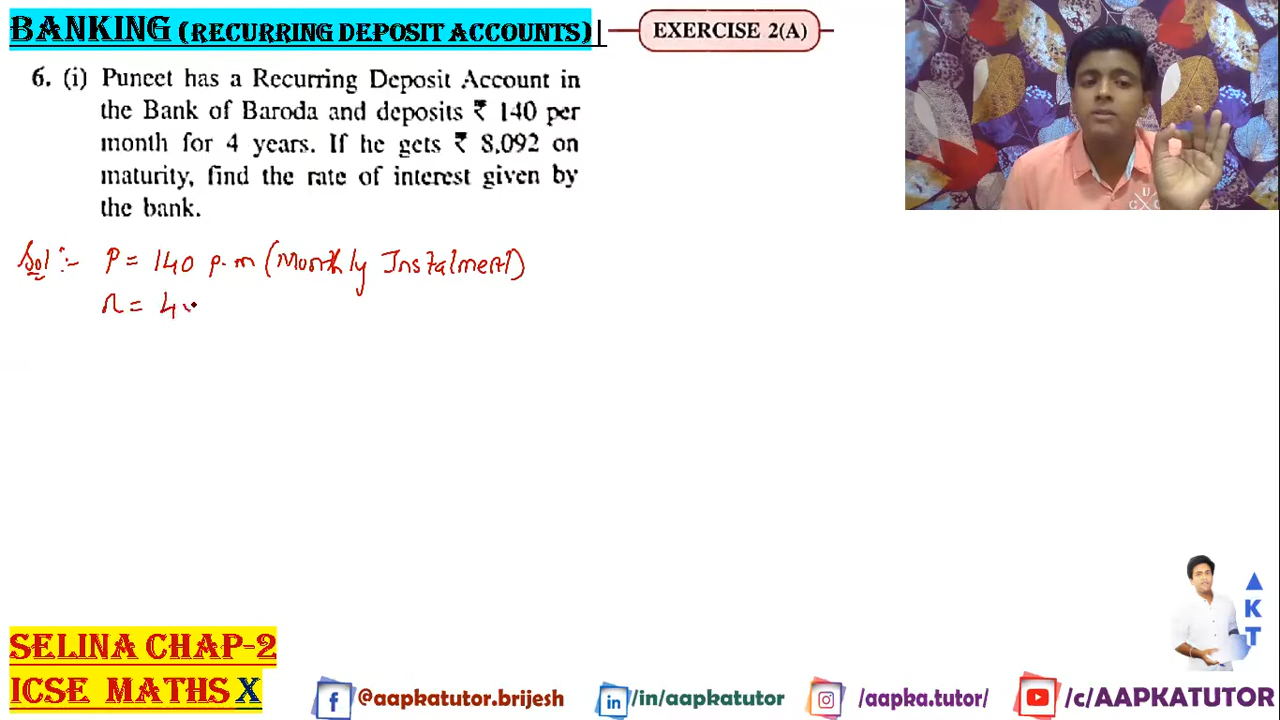 BANKING (RECURRING DEPOSIT ACCOUNTS)|
EXERCISE 2(A)
6. (i) Puneet has a Recurring Deposit Account in
the Bank of Baroda and deposits ₹ 140 per
month for 4 years. If he gets ₹ 8,092 on
maturity, find the rate of interest given by
the bank.
Sol :- P = 140 p.m (Monthly Instalment)
n = 4
SELINA CHAP-2
ICSE MATHS X
@aapkatutor.brijesh
/in/aapkatutor
/aapka.tutor/
/c/AAPKATUTOR
AKT